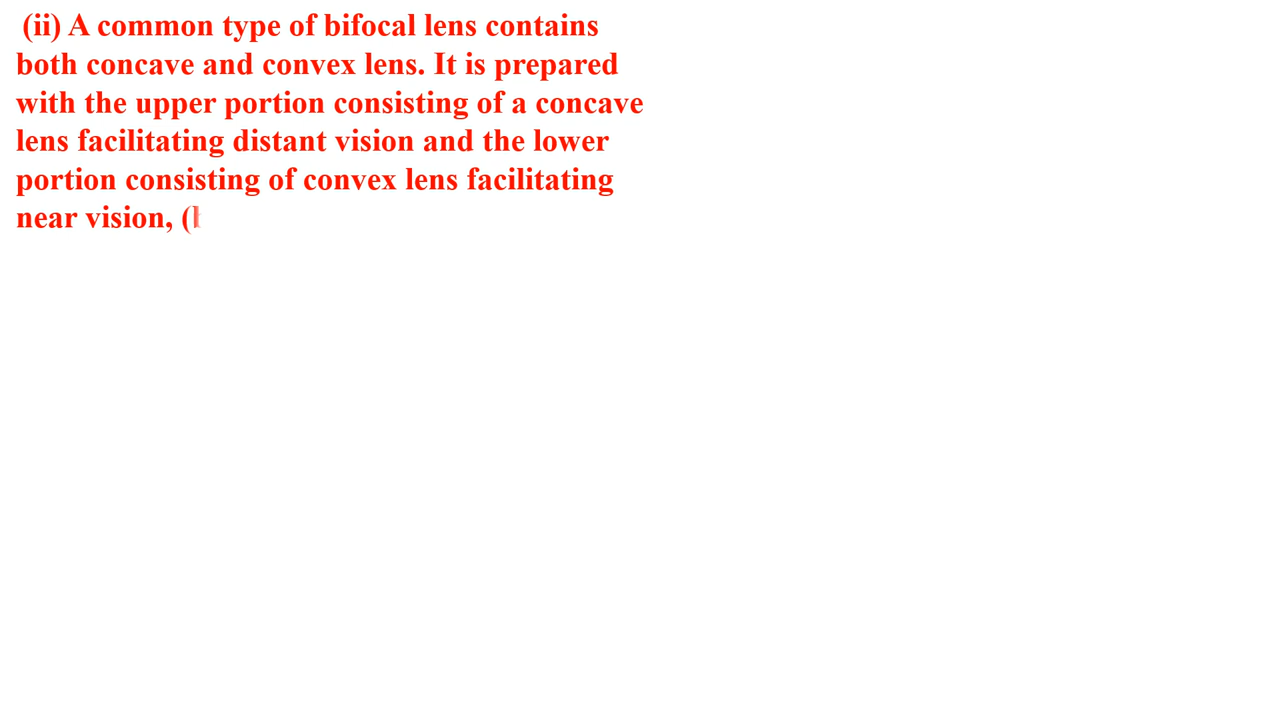 (ii) A common type of bifocal lens contains
both concave and convex lens. It is prepared
with the upper portion consisting of a concave
lens facilitating distant vision and the lower
portion consisting of convex lens facilitating
near vision, (